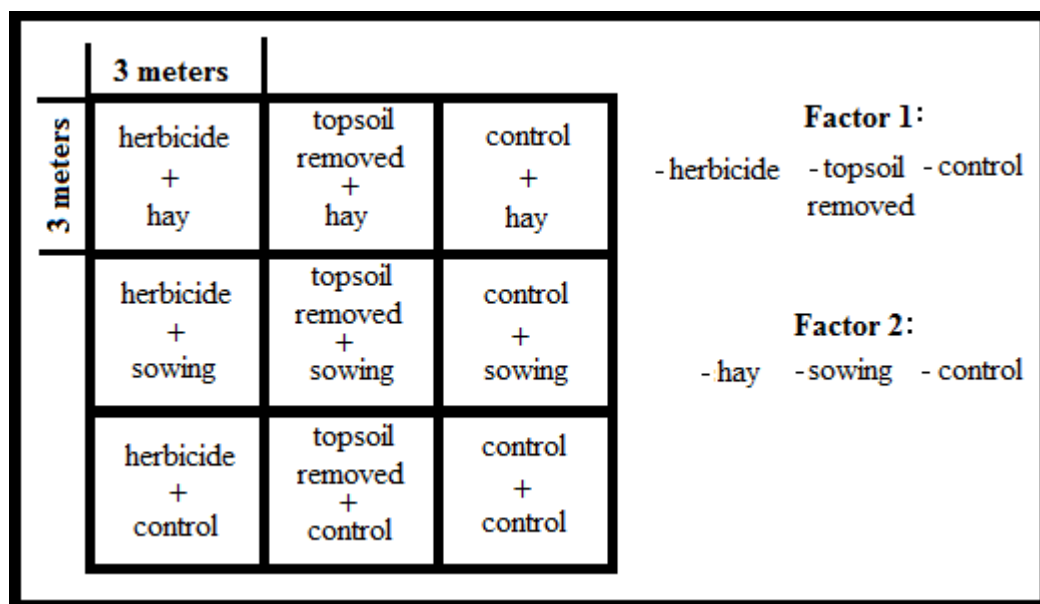 3 meters
3 meters
herbicide
+
hay
topsoil
removed
+
hay
control
+
hay
herbicide
+
sowing
topsoil
removed
+
sowing
control
+
sowing
herbicide
+
control
topsoil
removed
+
control
control
+
control
Factor 1:
-herbicide -topsoil -control
removed
Factor 2:
-hay -sowing -control